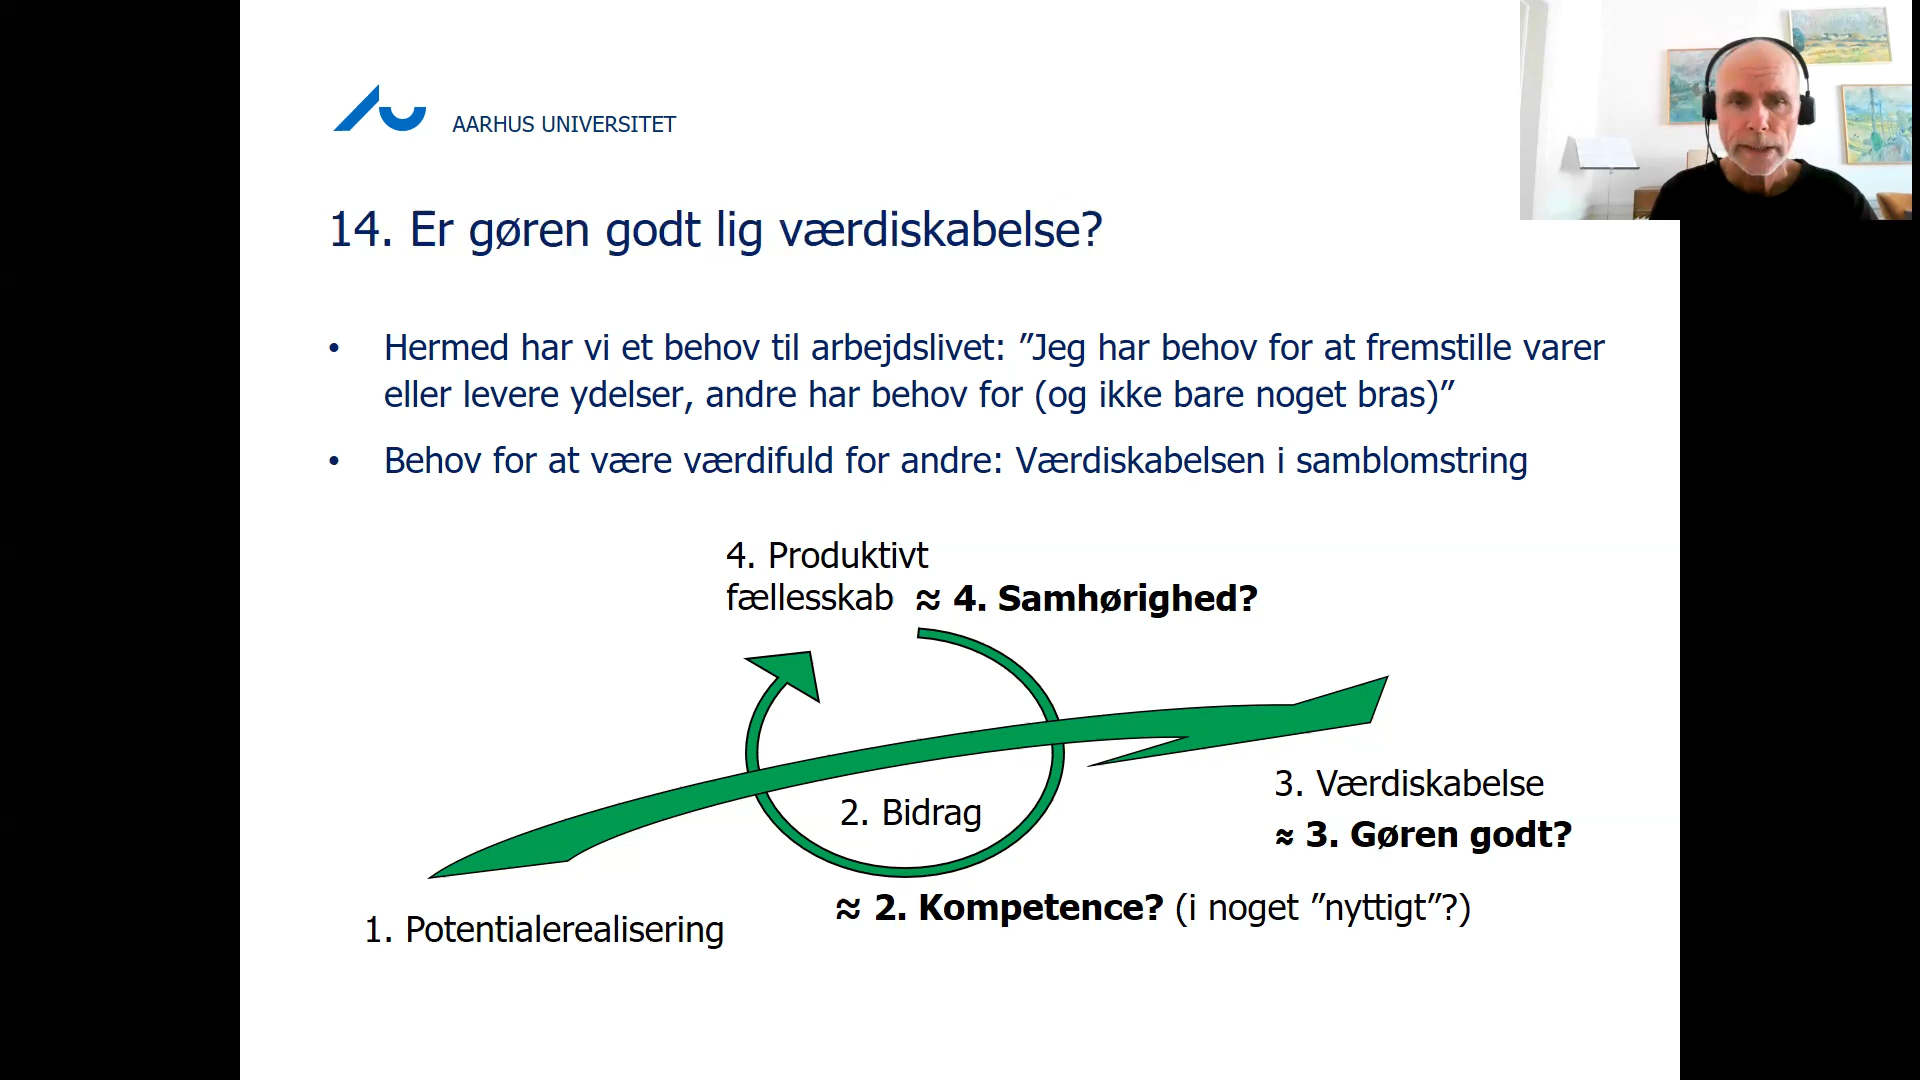 AARHUS UNIVERSITET
14. Er gøren godt lig værdiskabelse?
• Hermed har vi et behov til arbejdslivet: ”Jeg har behov for at fremstille varer
eller levere ydelser, andre har behov for (og ikke bare noget bras)”
• Behov for at være værdifuld for andre: Værdiskabelsen i samblomstring
4. Produktivt
fællesskab ≈ 4. Samhørighed?
2. Bidrag
3. Værdiskabelse
≈ 3. Gøren godt?
≈ 2. Kompetence? (i noget ”nyttigt”?)
1. Potentialerealisering